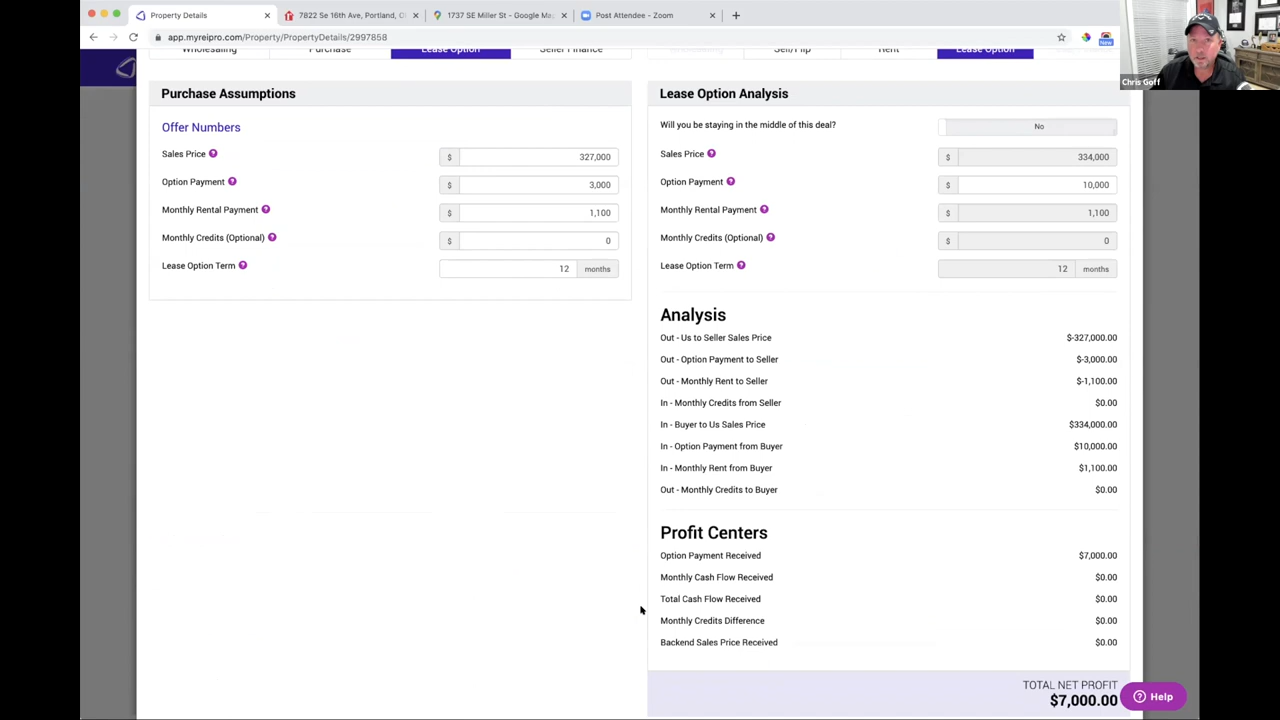 Property Details
7822 Se 16th Ave, Portland, O
1737 SE Miller St - Google Ma
Post Attendee - Zoom
app.myreipro.com/Property/PropertyDetails/2997858
New
Chris Goff
Wholesaling
Purchase
Lease Option
Seller Finance
Sell/Flip
Rent
Lease Option
Purchase Assumptions
Offer Numbers
Sales Price ? $ 327,000
Option Payment ? $ 3,000
Monthly Rental Payment ? $ 1,100
Monthly Credits (Optional) ? $ 0
Lease Option Term ? 12 months
Lease Option Analysis
Will you be staying in the middle of this deal? No
Sales Price ? $ 334,000
Option Payment ? $ 10,000
Monthly Rental Payment ? $ 1,100
Monthly Credits (Optional) ? $ 0
Lease Option Term ? 12 months
Analysis
Out - Us to Seller Sales Price $-327,000.00
Out - Option Payment to Seller $-3,000.00
Out - Monthly Rent to Seller $-1,100.00
In - Monthly Credits from Seller $0.00
In - Buyer to Us Sales Price $334,000.00
In - Option Payment from Buyer $10,000.00
In - Monthly Rent from Buyer $1,100.00
Out - Monthly Credits to Buyer $0.00
Profit Centers
Option Payment Received $7,000.00
Monthly Cash Flow Received $0.00
Total Cash Flow Received $0.00
Monthly Credits Difference $0.00
Backend Sales Price Received $0.00
TOTAL NET PROFIT
$7,000.00
? Help